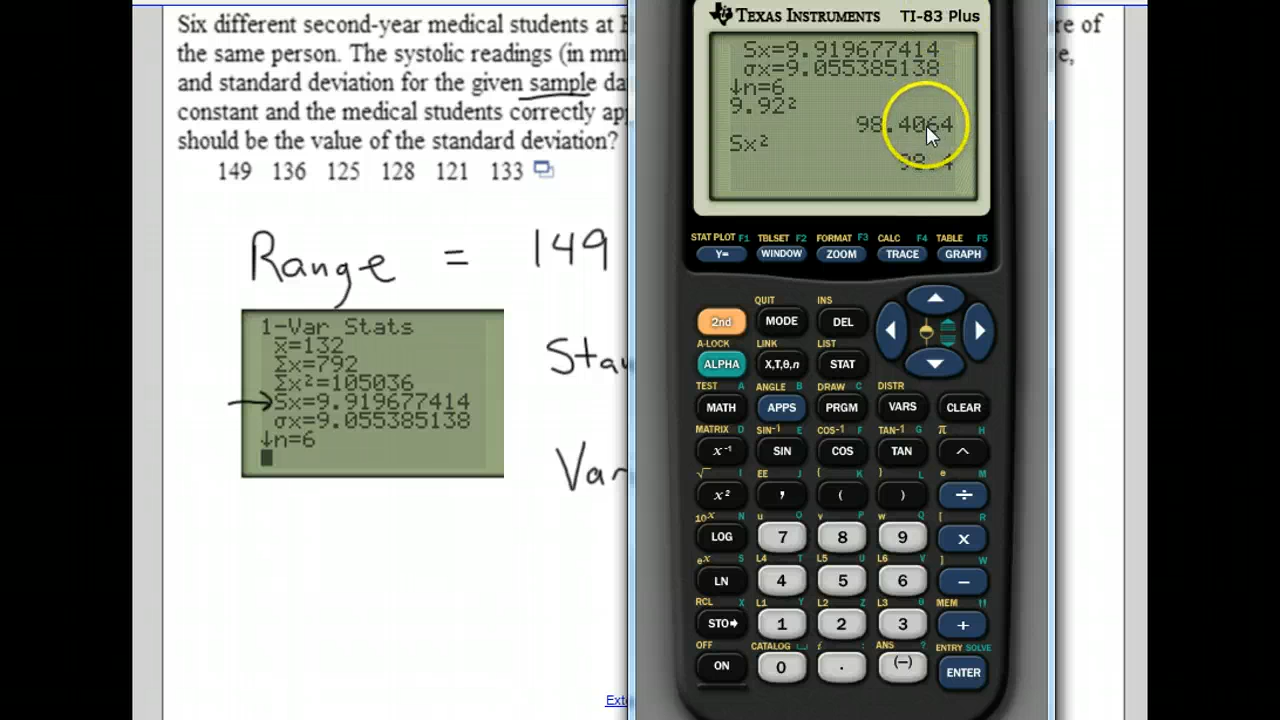 Six different second-year medical students at
the same person. The systolic readings (in mm
and standard deviation for the given sample da
constant and the medical students correctly ap
should be the value of the standard deviation?
149 136 125 128 121 133
re of
Range = 149
1-Var Stats
x̄=132
Σx=792
Σx²=105036
Sx=9.919677414
σx=9.055385138
↓n=6
Sta
Var
Exte
TEXAS INSTRUMENTS TI-83 Plus
Sx=9.919677414
σx=9.055385138
↓n=6
9.92²
98.4064
Sx²
98.4
STAT PLOT F1 TBLSET F2 FORMAT F3 CALC F4 TABLE F5
Y= WINDOW ZOOM TRACE GRAPH
QUIT INS
2nd MODE DEL
A-LOCK LINK LIST
ALPHA X,T,θ,n STAT
TEST A ANGLE B DRAW C DISTR
MATH APPS PRGM VARS CLEAR
MATRIX D SIN⁻¹ E COS⁻¹ F TAN⁻¹ G π H
x⁻¹ SIN COS TAN ^
√ I EE J { K } L e M
x² , ( ) ÷
10ˣ N u O v P w Q [ R
LOG 7 8 9 x
eˣ S L4 T L5 U L6 V ] W
LN 4 5 6 −
RCL X L1 Y L2 Z L3 θ MEM "
STO➔ 1 2 3 +
OFF CATALOG i : ANS ? ENTRY SOLVE
ON 0 . (−) ENTER